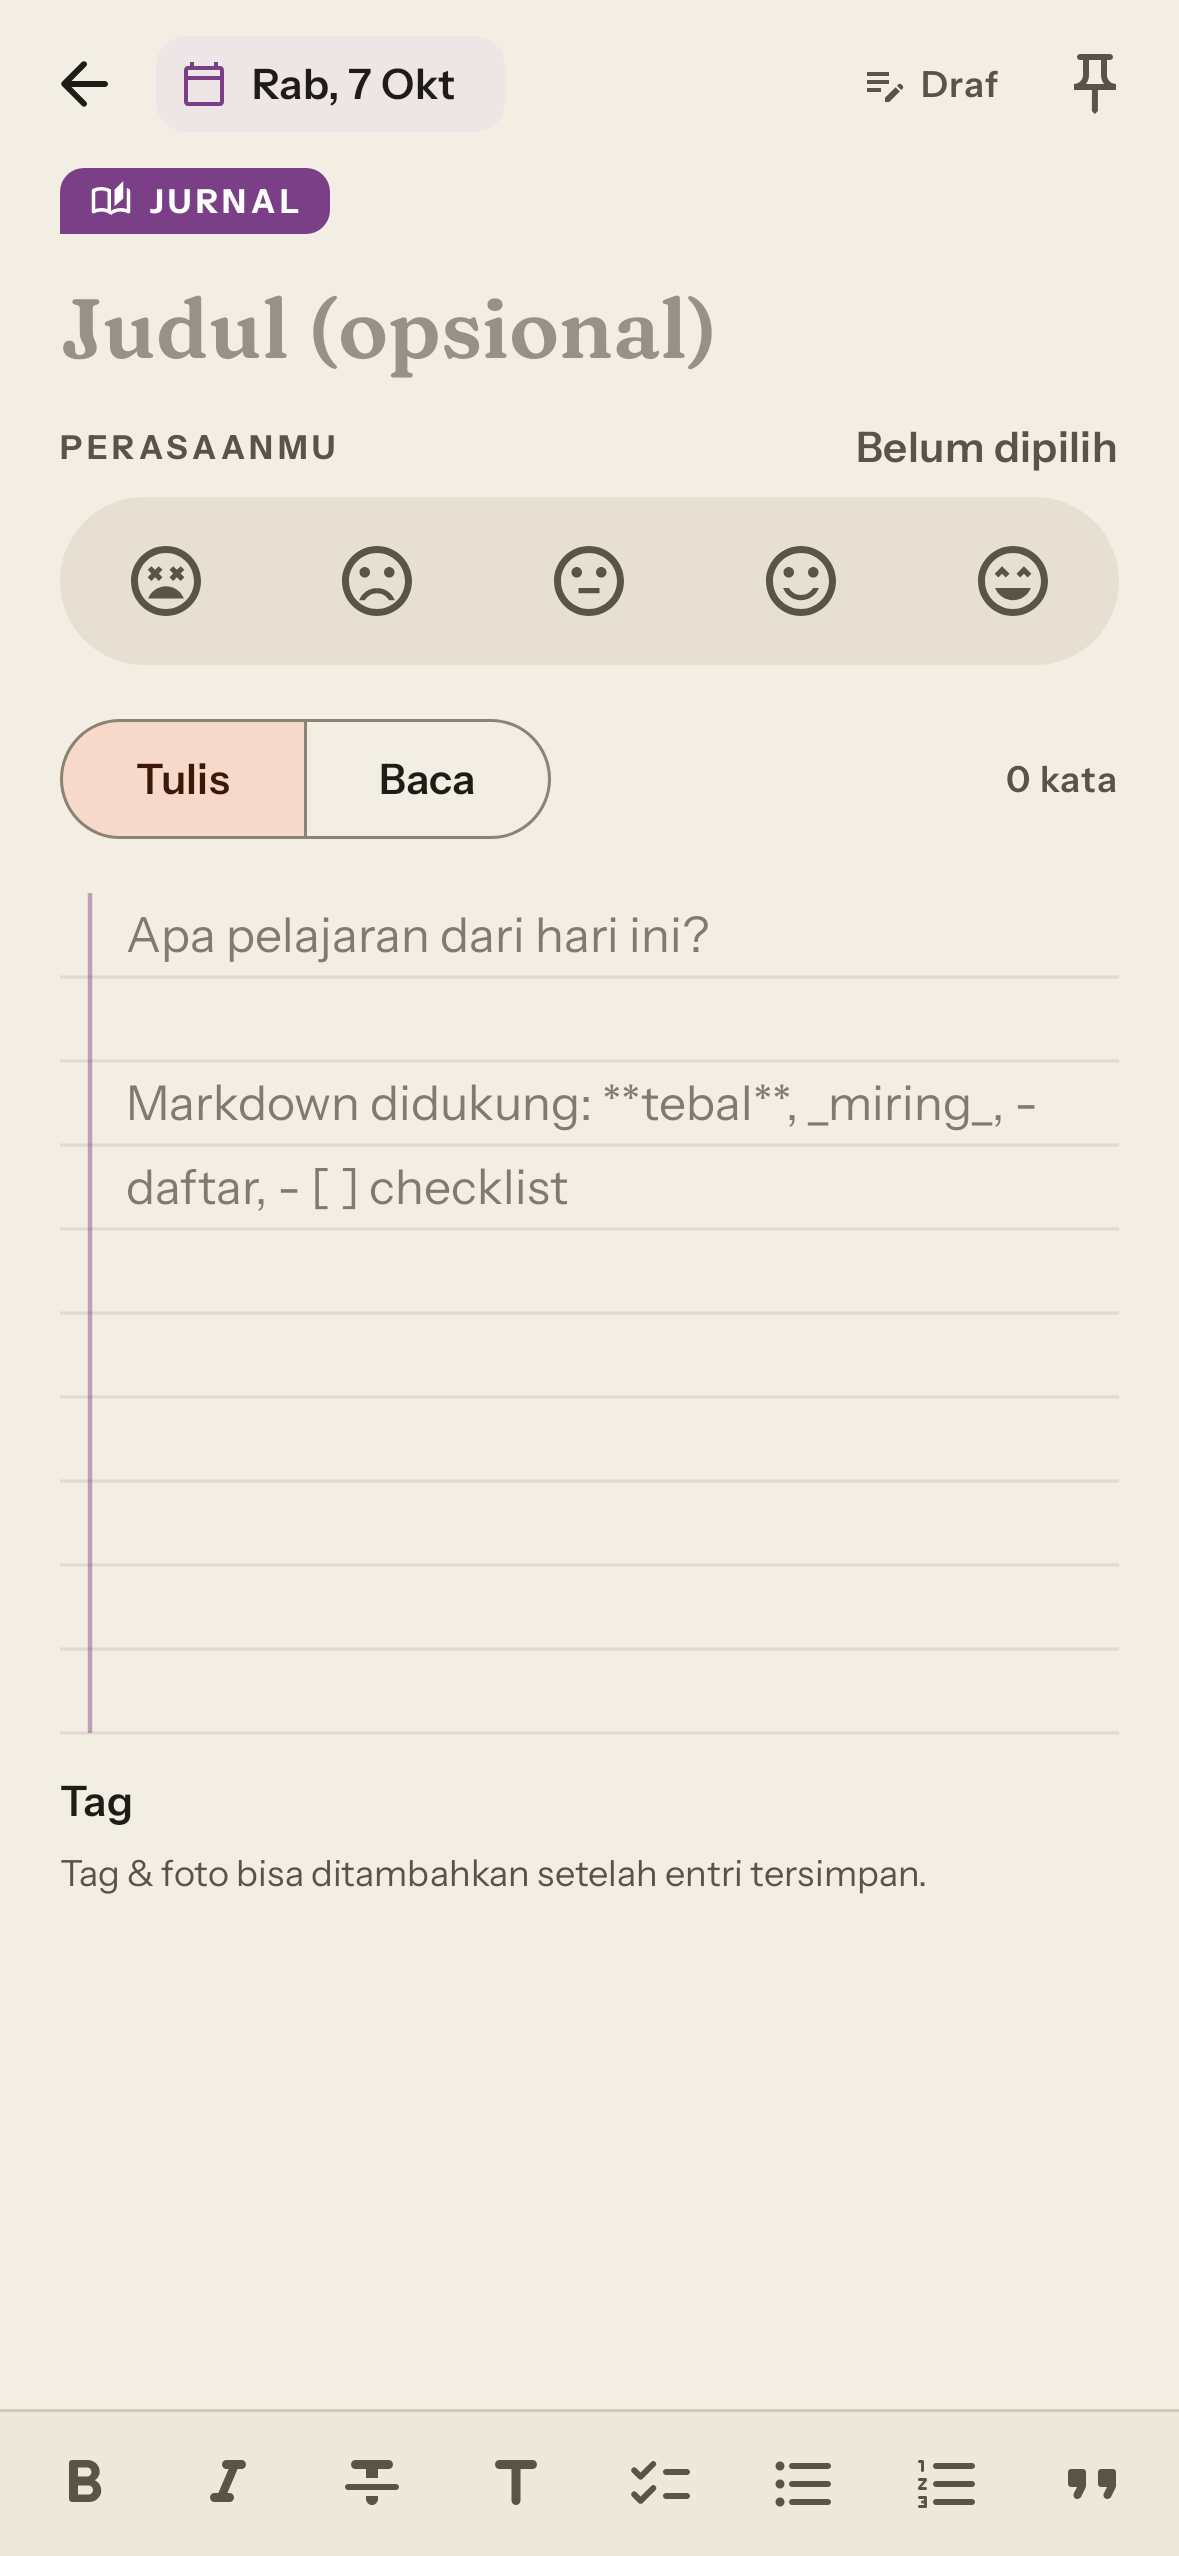 Rab, 7 Okt
Draf
JURNAL
Judul (opsional)
PERASAANMU
Belum dipilih
Tulis
Baca
0 kata
Apa pelajaran dari hari ini?
Markdown didukung: **tebal**, _miring_, -
daftar, - [ ] checklist
Tag
Tag & foto bisa ditambahkan setelah entri tersimpan.